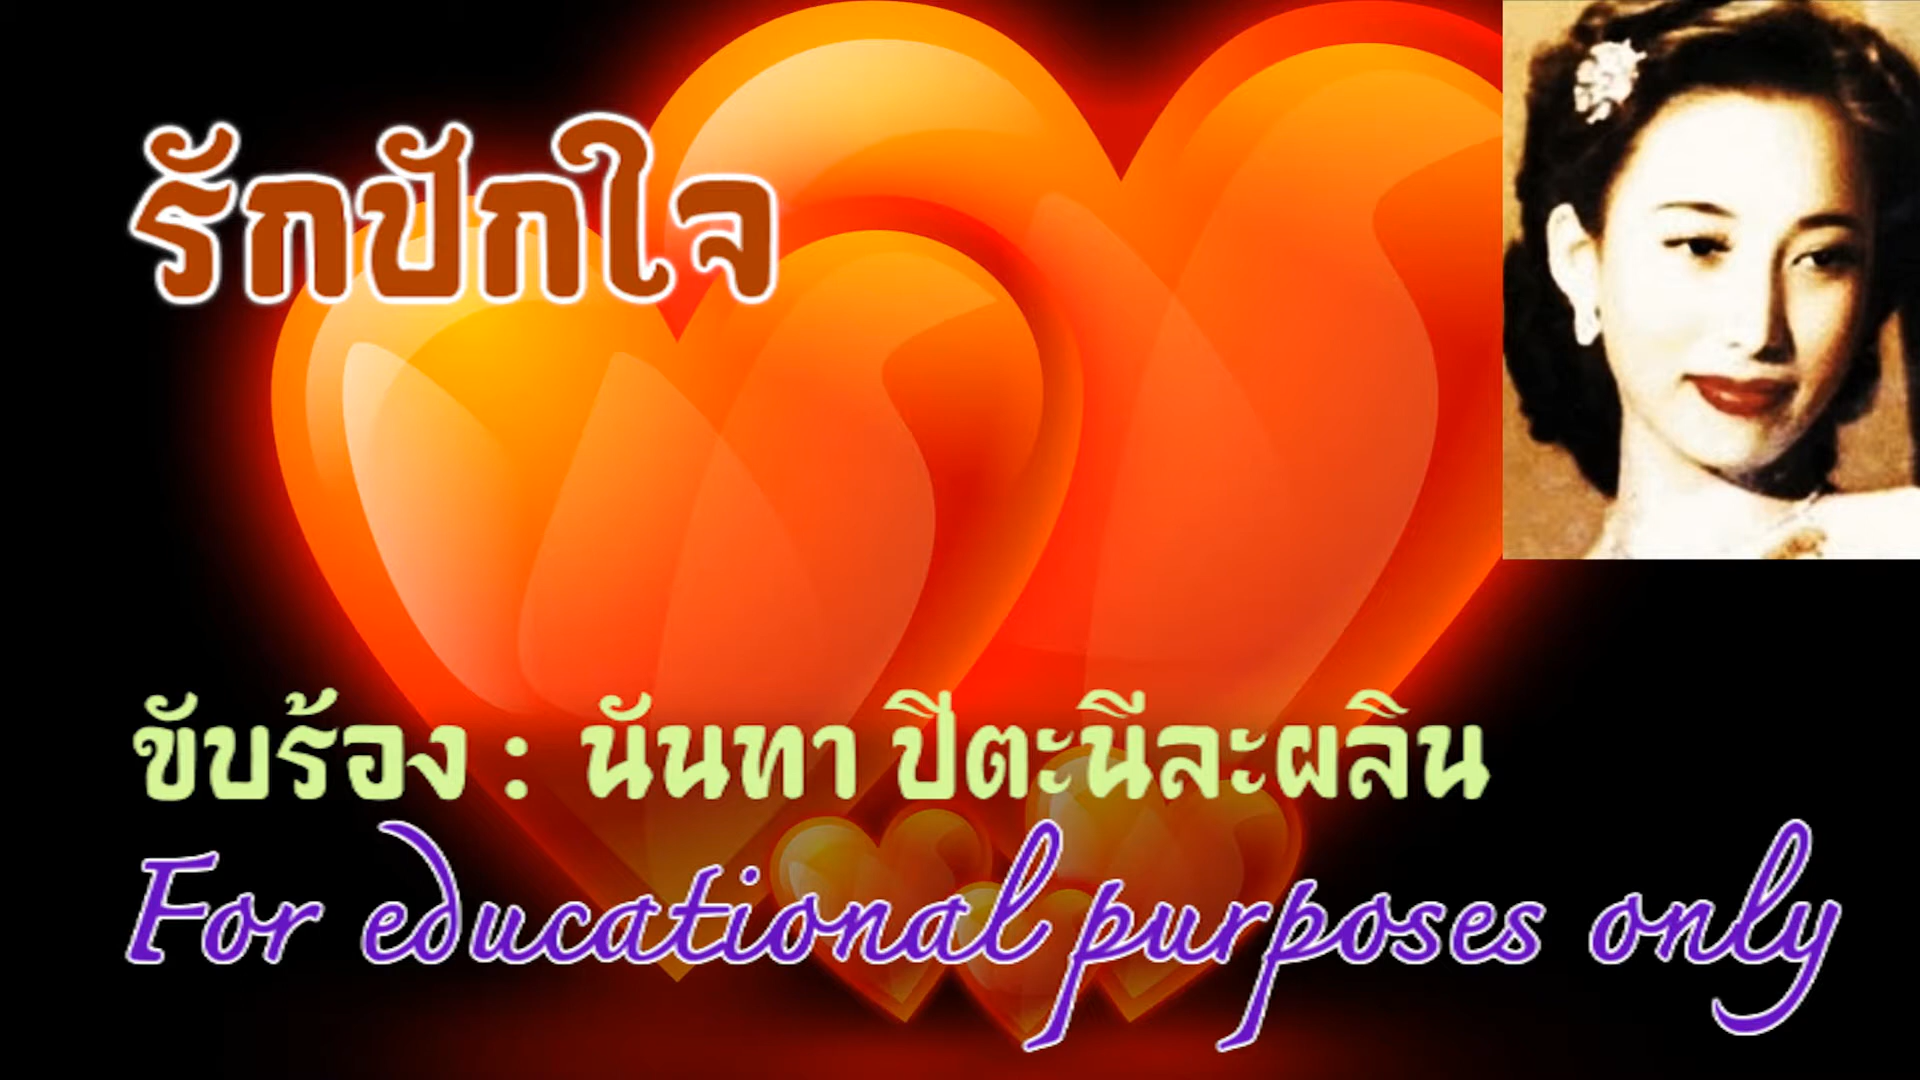 รักปักใจ
ขับร้อง : นันทา ปีตะนีละผลิน
For educational purposes only